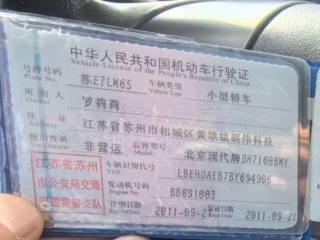 中华人民共和国机动车行驶证
Vehicle License of the People's Republic of China
号牌号码 苏E7LM65 车辆类型 小型轿车
Plate No. Vehicle Type
所有人 罗莉莉
Owner
住址 江苏省苏州市相城区黄埭镇明伟科技
Address
使用性质 非营运 品牌型号 北京现代牌BH7160BMY
江苏省苏州 车辆识别代号 LBENDAEB7BY694906
VIN
市公安局交通 发动机号码 BB691003
Engine No.
巡逻警察支队 注册日期 2011-09-2 发证日期 2011-09-21